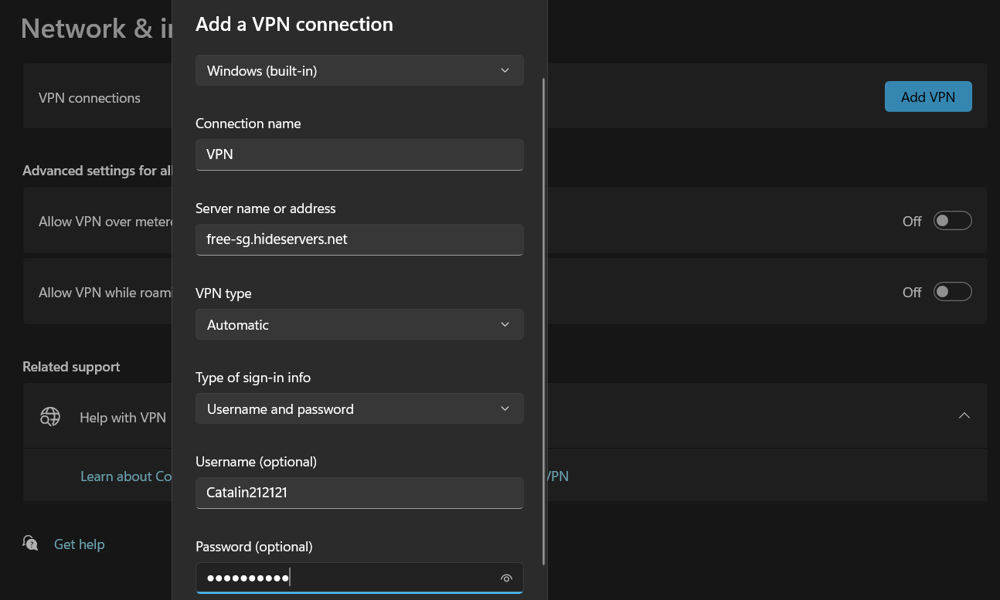 Network & i
Add a VPN connection
Windows (built-in)
VPN connections
Add VPN
Connection name
VPN
Advanced settings for al
Server name or address
Allow VPN over meter
free-sg.hideservers.net
Off
VPN type
Allow VPN while roam
Automatic
Off
Related support
Type of sign-in info
Help with VPN
Username and password
Username (optional)
Learn about Co
VPN
Catalin212121
Get help
Password (optional)
●●●●●●●●●●